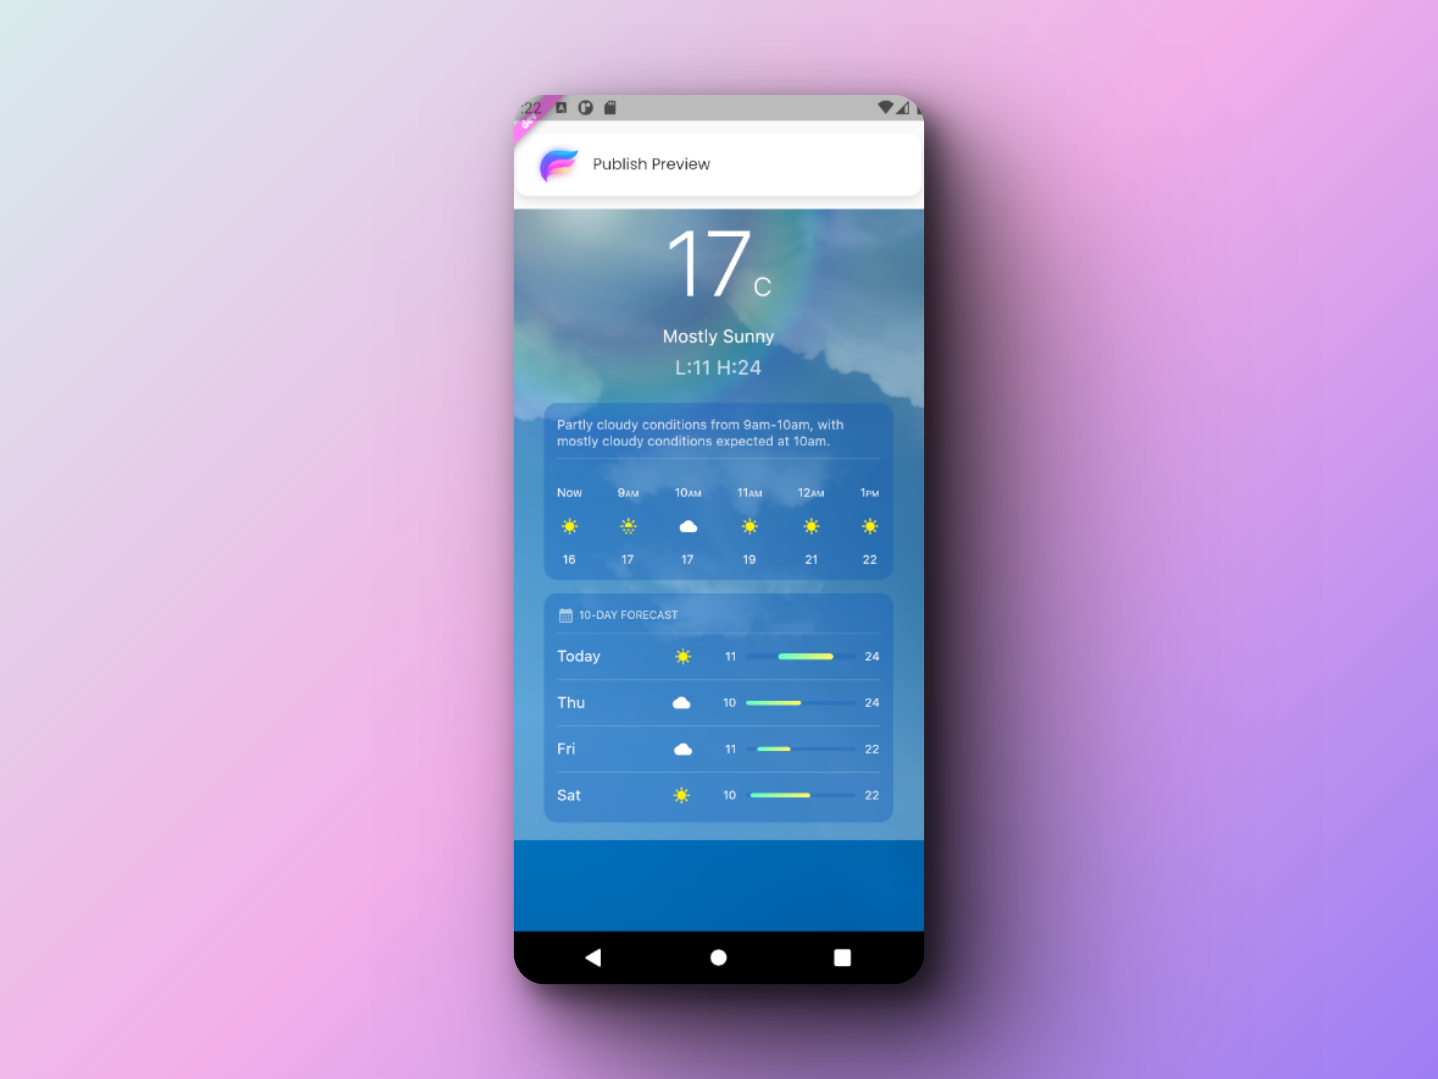 :22
dev
Publish Preview
17 C
Mostly Sunny
L:11 H:24
Partly cloudy conditions from 9am-10am, with
mostly cloudy conditions expected at 10am.
Now 9AM 10AM 11AM 12AM 1PM
16 17 17 19 21 22
10-DAY FORECAST
Today 11 24
Thu 10 24
Fri 11 22
Sat 10 22